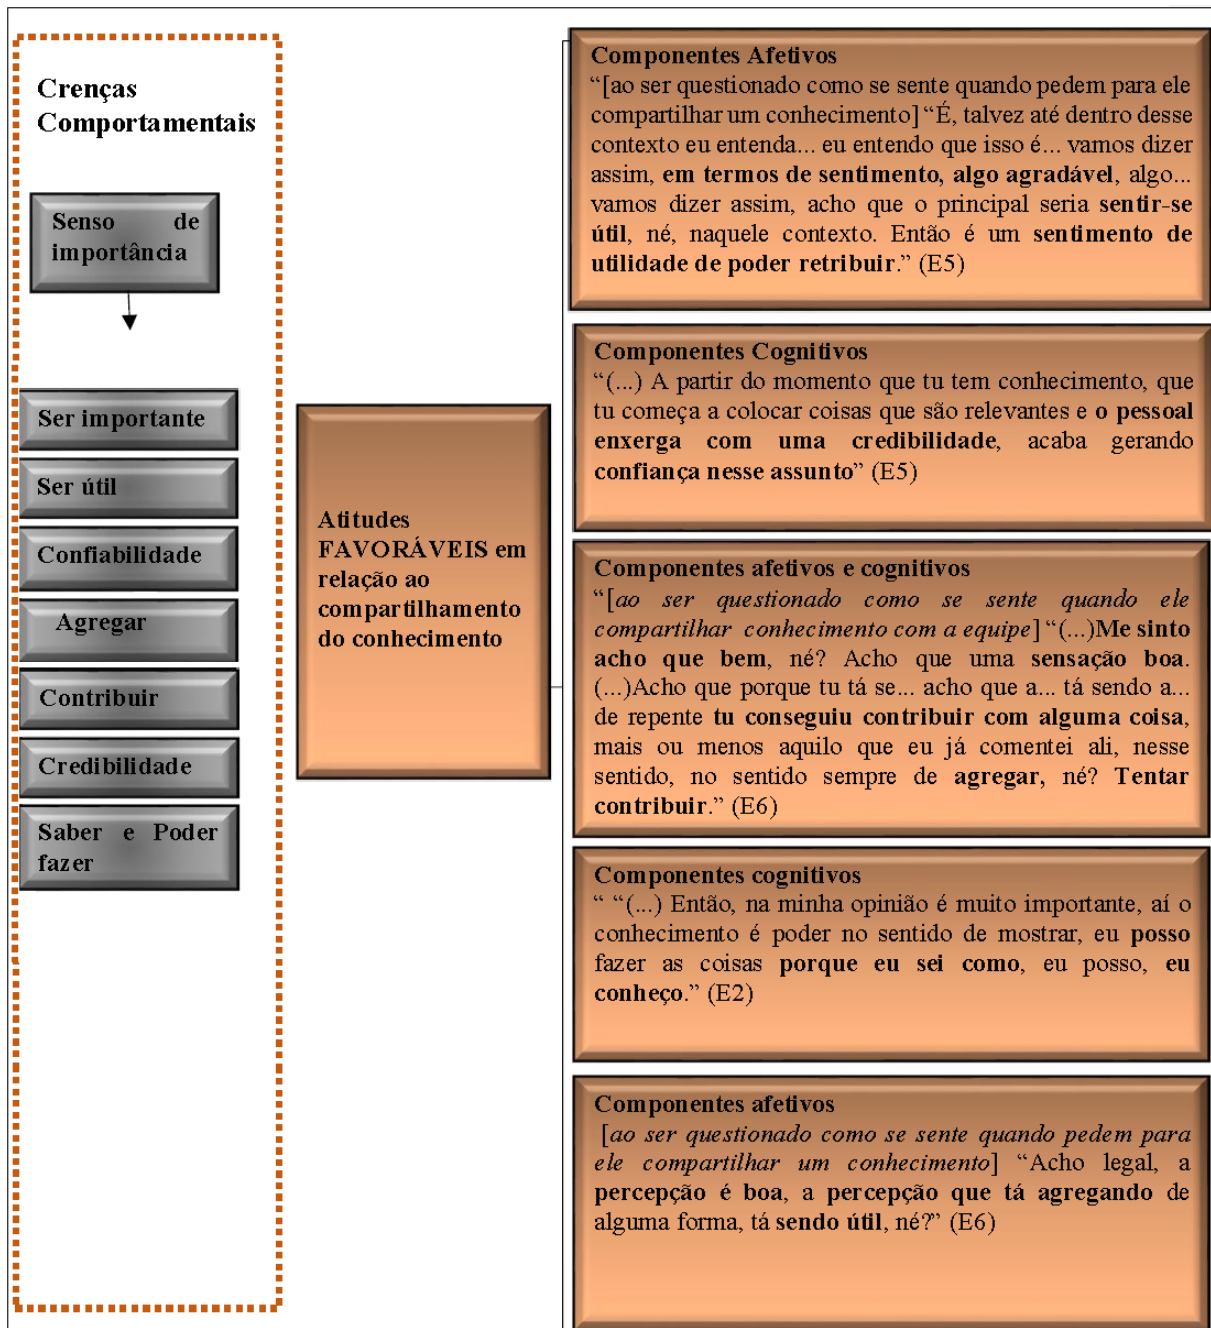 Crenças
Comportamentais
Senso de
importância
Ser importante
Ser útil
Confiabilidade
Agregar
Contribuir
Credibilidade
Saber e Poder
fazer
Atitudes
FAVORÁVEIS em
relação ao
compartilhamento
do conhecimento
Componentes Afetivos
“[ao ser questionado como se sente quando pedem para ele
compartilhar um conhecimento] “É, talvez até dentro desse
contexto eu entenda... eu entendo que isso é... vamos dizer
assim, em termos de sentimento, algo agradável, algo...
vamos dizer assim, acho que o principal seria sentir-se
útil, né, naquele contexto. Então é um sentimento de
utilidade de poder retribuir.” (E5)
Componentes Cognitivos
“(...) A partir do momento que tu tem conhecimento, que
tu começa a colocar coisas que são relevantes e o pessoal
enxerga com uma credibilidade, acaba gerando
confiança nesse assunto” (E5)
Componentes afetivos e cognitivos
“[ao ser questionado como se sente quando ele
compartilhar conhecimento com a equipe] “(...)Me sinto
acho que bem, né? Acho que uma sensação boa.
(...)Acho que porque tu tá se... acho que a... tá sendo a...
de repente tu conseguiu contribuir com alguma coisa,
mais ou menos aquilo que eu já comentei ali, nesse
sentido, no sentido sempre de agregar, né? Tentar
contribuir.” (E6)
Componentes cognitivos
“ “(...) Então, na minha opinião é muito importante, aí o
conhecimento é poder no sentido de mostrar, eu posso
fazer as coisas porque eu sei como, eu posso, eu
conheço.” (E2)
Componentes afetivos
[ao ser questionado como se sente quando pedem para
ele compartilhar um conhecimento] “Acho legal, a
percepção é boa, a percepção que tá agregando de
alguma forma, tá sendo útil, né?” (E6)